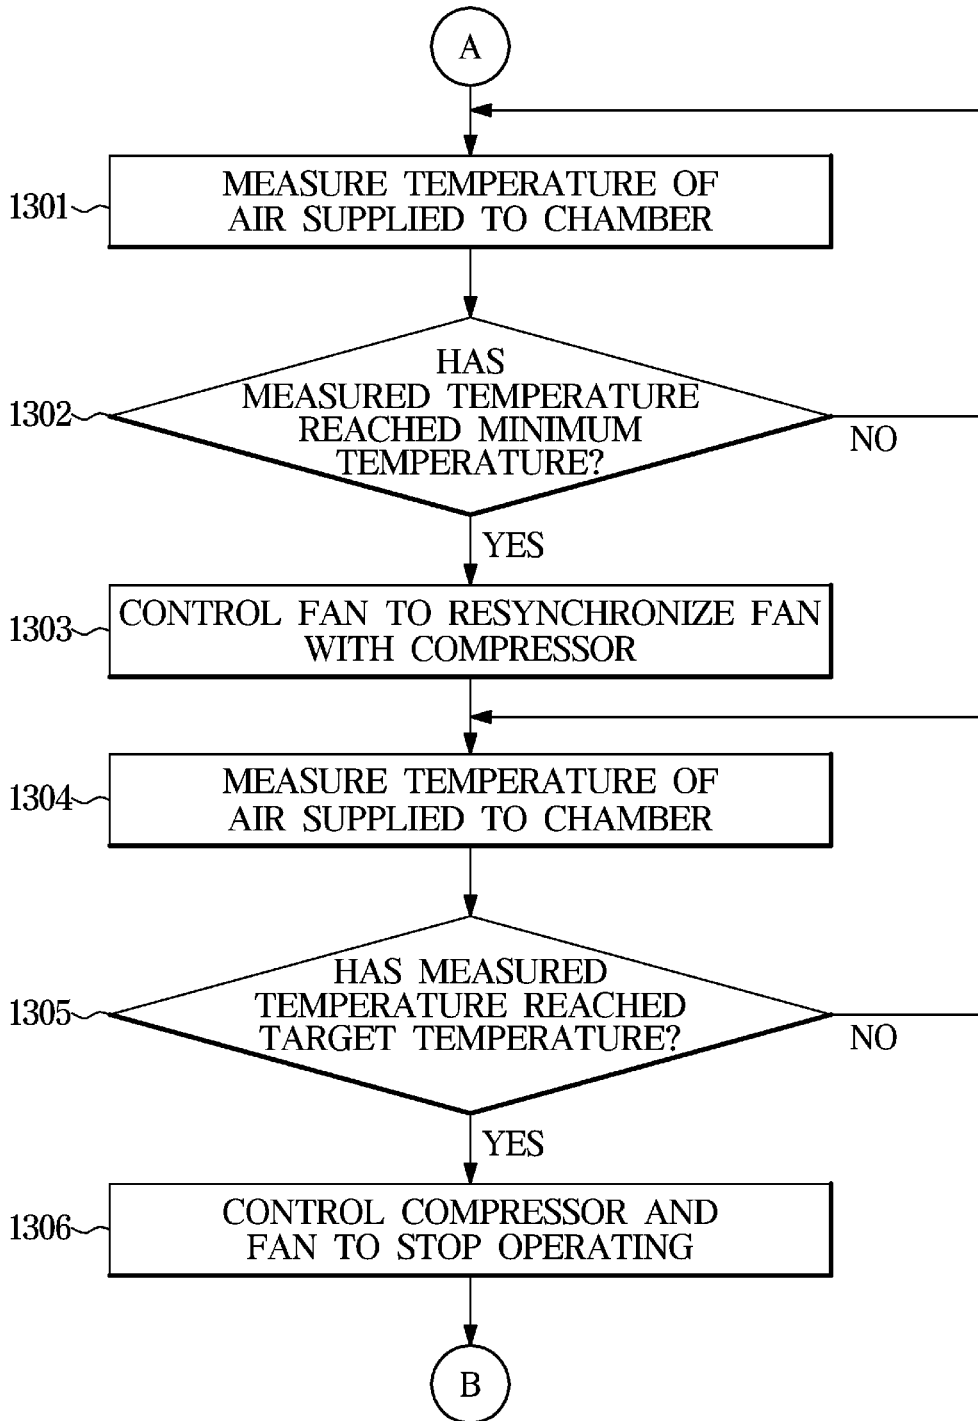 A
1301
MEASURE TEMPERATURE OF
AIR SUPPLIED TO CHAMBER
1302
HAS
MEASURED TEMPERATURE
REACHED MINIMUM
TEMPERATURE?
NO
YES
1303
CONTROL FAN TO RESYNCHRONIZE FAN
WITH COMPRESSOR
1304
MEASURE TEMPERATURE OF
AIR SUPPLIED TO CHAMBER
1305
HAS MEASURED
TEMPERATURE REACHED
TARGET TEMPERATURE?
NO
YES
1306
CONTROL COMPRESSOR AND
FAN TO STOP OPERATING
B